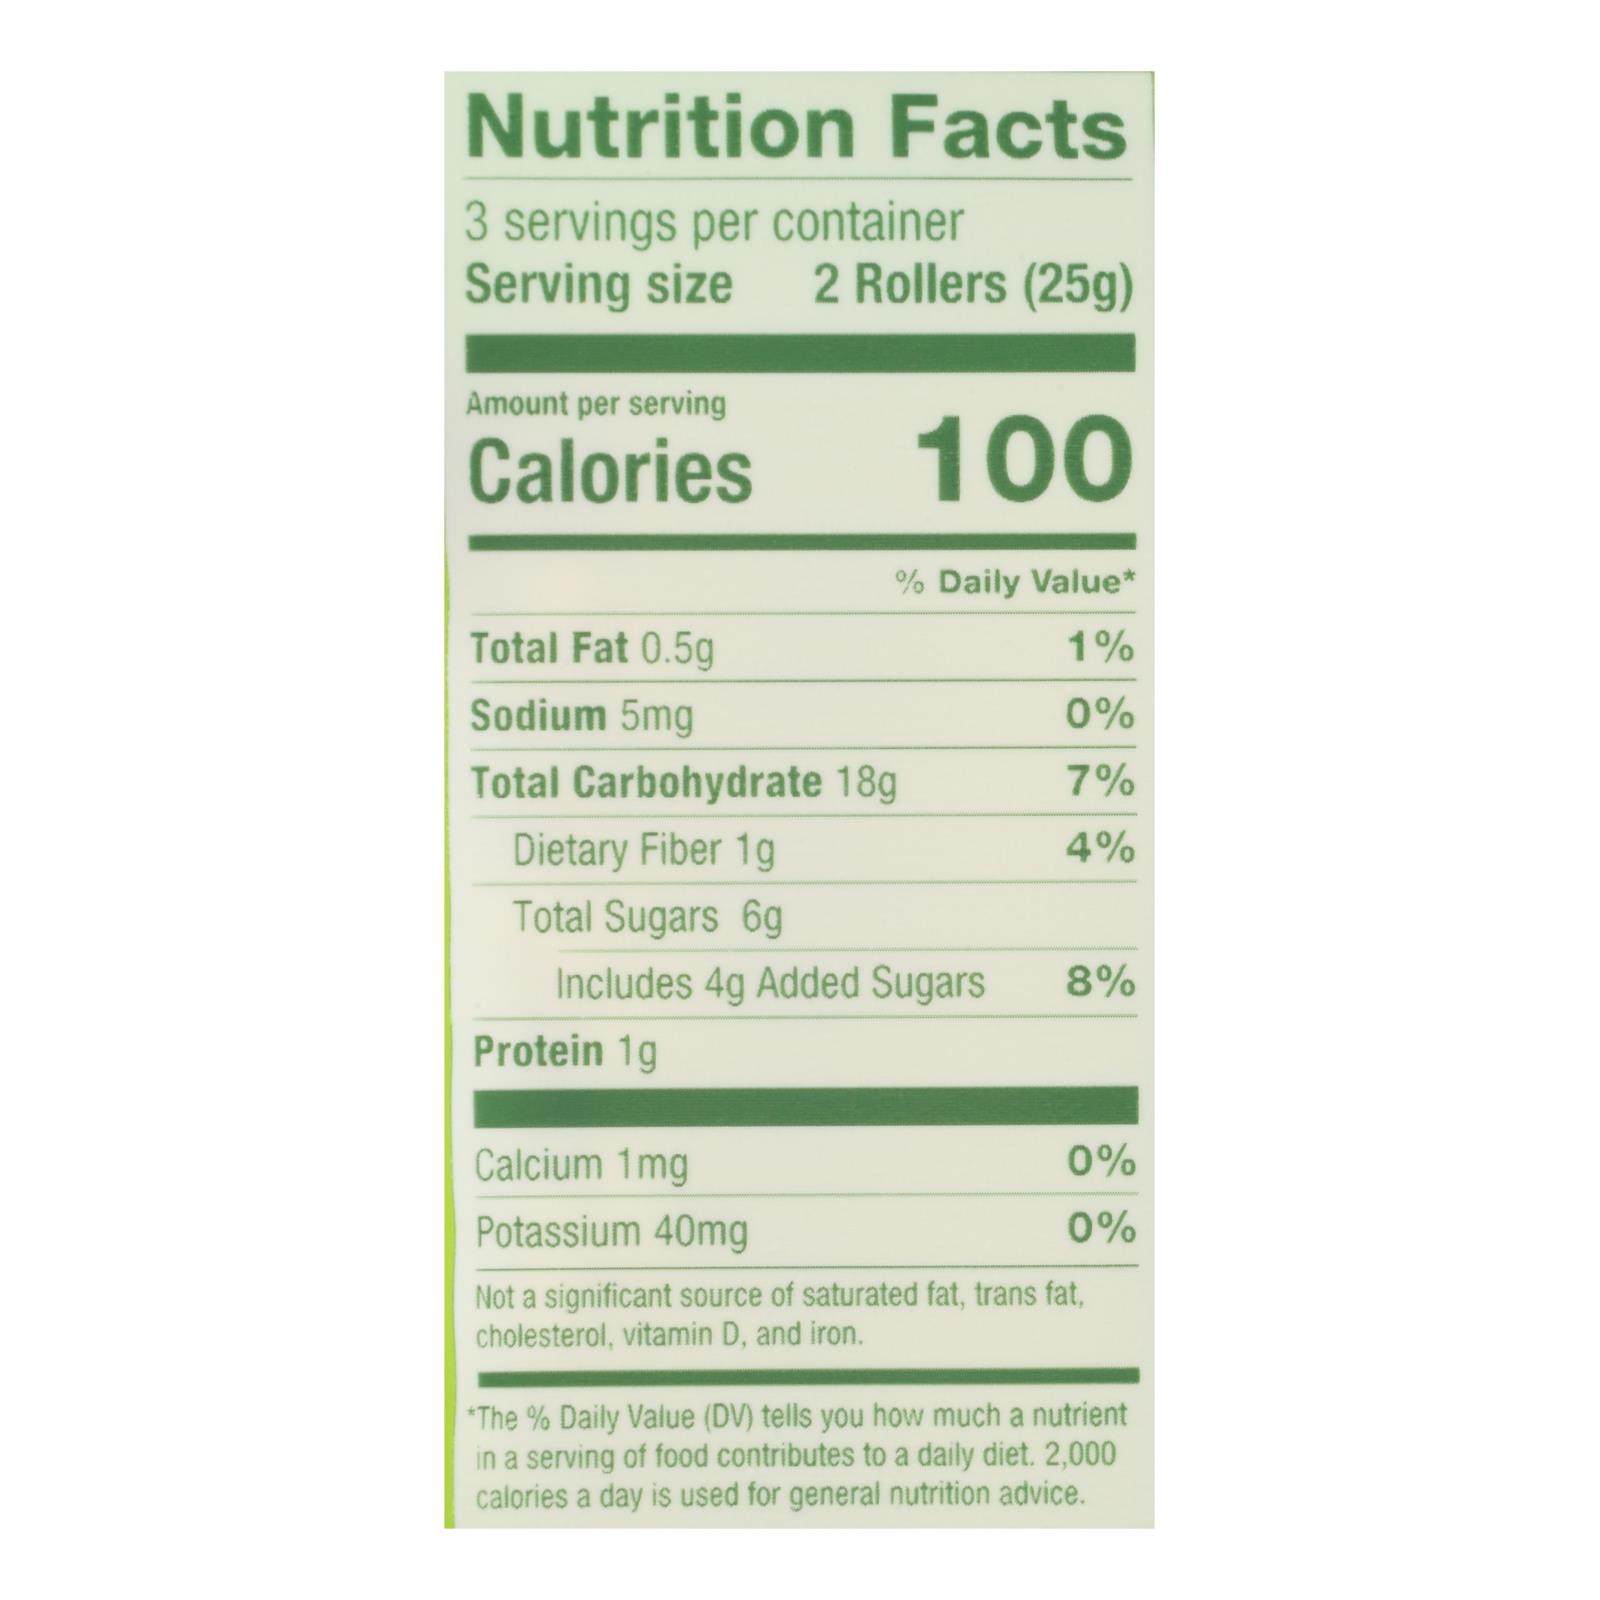 Nutrition Facts
3 servings per container
Serving size 2 Rollers (25g)
Amount per serving
Calories 100
% Daily Value*
Total Fat 0.5g 1%
Sodium 5mg 0%
Total Carbohydrate 18g 7%
Dietary Fiber 1g 4%
Total Sugars 6g
Includes 4g Added Sugars 8%
Protein 1g
Calcium 1mg 0%
Potassium 40mg 0%
Not a significant source of saturated fat, trans fat,
cholesterol, vitamin D, and iron.
*The % Daily Value (DV) tells you how much a nutrient
in a serving of food contributes to a daily diet. 2,000
calories a day is used for general nutrition advice.